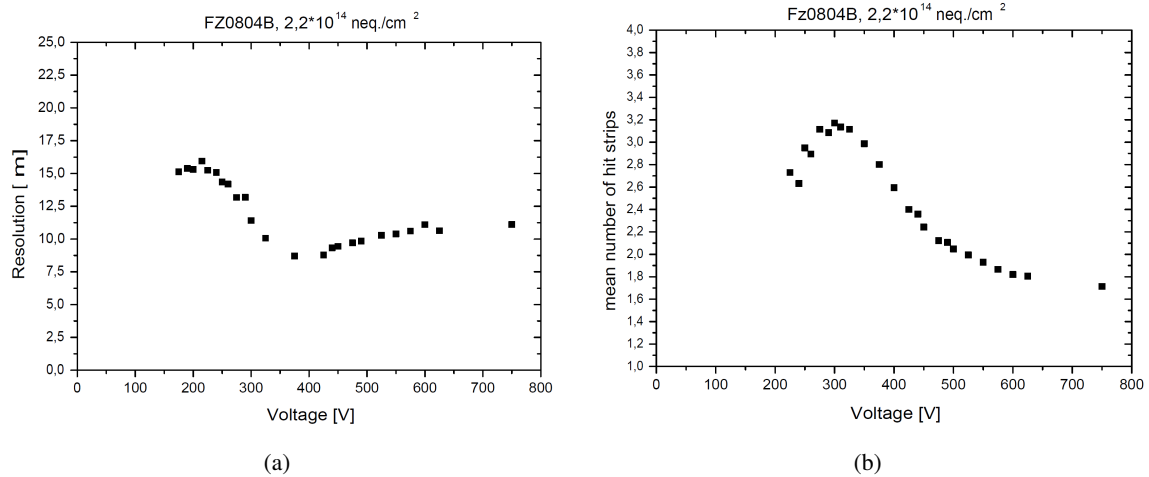 FZ0804B, 2,2*10^14 neq./cm^2
25,0
22,5
20,0
17,5
15,0
12,5
10,0
7,5
5,0
2,5
0,0
Resolution [ m]
0 100 200 300 400 500 600 700 800
Voltage [V]
(a)
Fz0804B, 2,2*10^14 neq./cm^2
4,0
3,8
3,6
3,4
3,2
3,0
2,8
2,6
2,4
2,2
2,0
1,8
1,6
1,4
1,2
1,0
mean number of hit strips
0 100 200 300 400 500 600 700 800
Voltage [V]
(b)